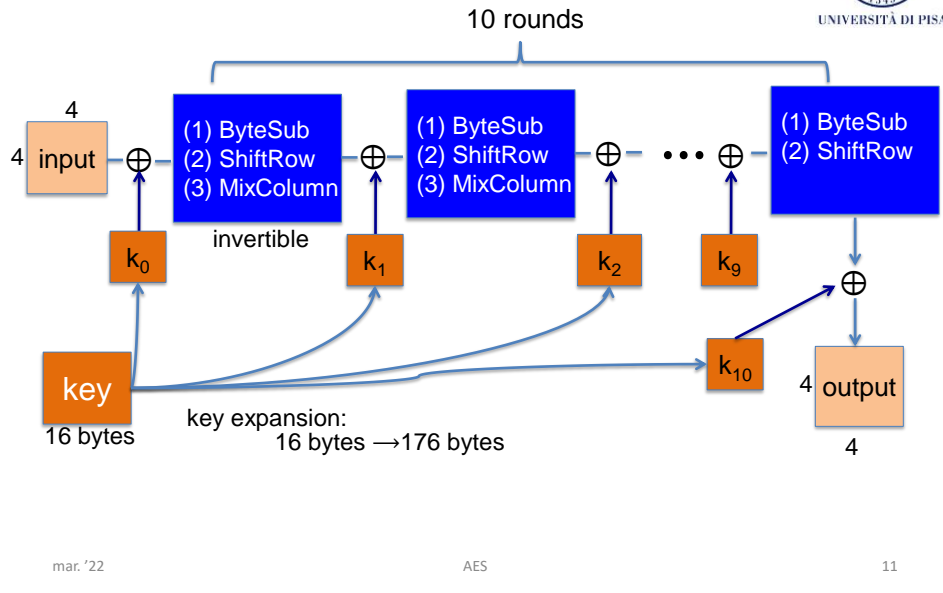 10 rounds
UNIVERSITÀ DI PISA
4
4 input
⊕
(1) ByteSub
(2) ShiftRow
(3) MixColumn
invertible
⊕
(1) ByteSub
(2) ShiftRow
(3) MixColumn
⊕ ••• ⊕
(1) ByteSub
(2) ShiftRow
k₀
k₁
k₂
k₉
⊕
key
16 bytes
k₁₀
4 output
4
key expansion:
16 bytes →176 bytes
mar. '22
AES
11